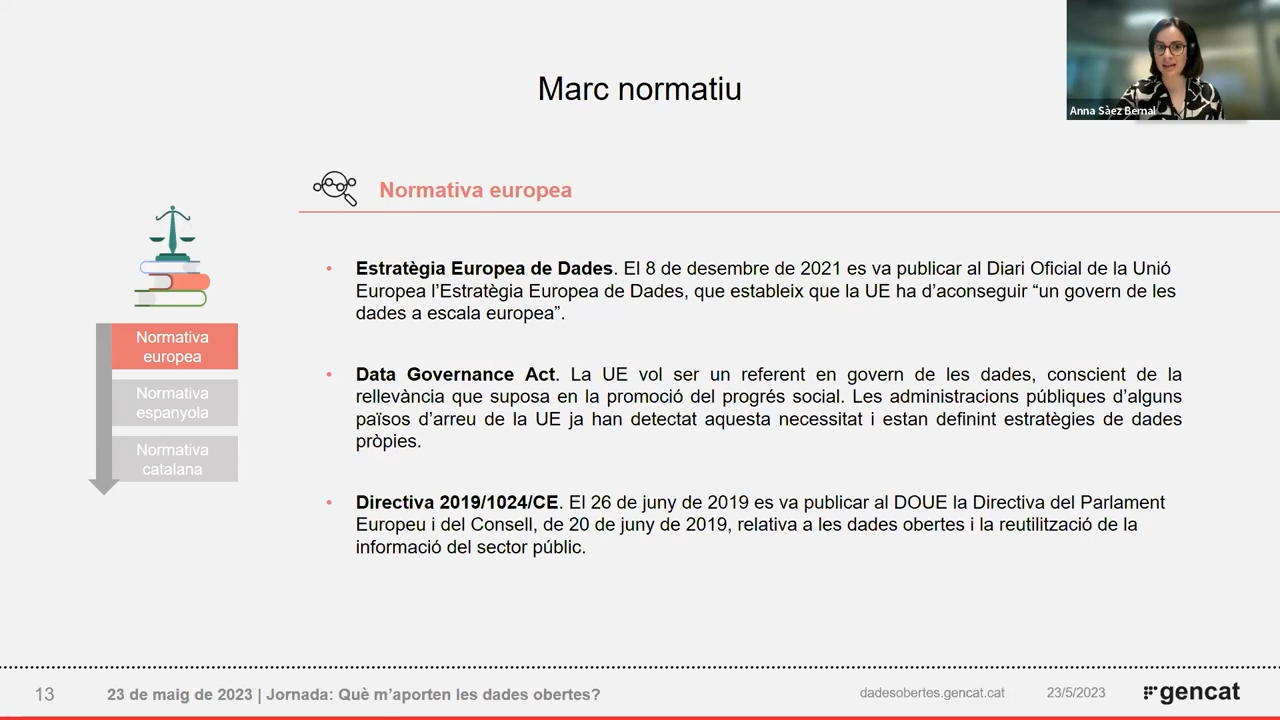 Marc normatiu
Anna Sàez Bernal
Normativa europea
Normativa
europea
Normativa
espanyola
Normativa
catalana
• Estratègia Europea de Dades. El 8 de desembre de 2021 es va publicar al Diari Oficial de la Unió
Europea l’Estratègia Europea de Dades, que estableix que la UE ha d’aconseguir “un govern de les
dades a escala europea”.
• Data Governance Act. La UE vol ser un referent en govern de les dades, conscient de la
rellevància que suposa en la promoció del progrés social. Les administracions públiques d’alguns
països d’arreu de la UE ja han detectat aquesta necessitat i estan definint estratègies de dades
pròpies.
• Directiva 2019/1024/CE. El 26 de juny de 2019 es va publicar al DOUE la Directiva del Parlament
Europeu i del Consell, de 20 de juny de 2019, relativa a les dades obertes i la reutilització de la
informació del sector públic.
13
23 de maig de 2023 | Jornada: Què m’aporten les dades obertes?
dadesobertes.gencat.cat
23/5/2023
gencat